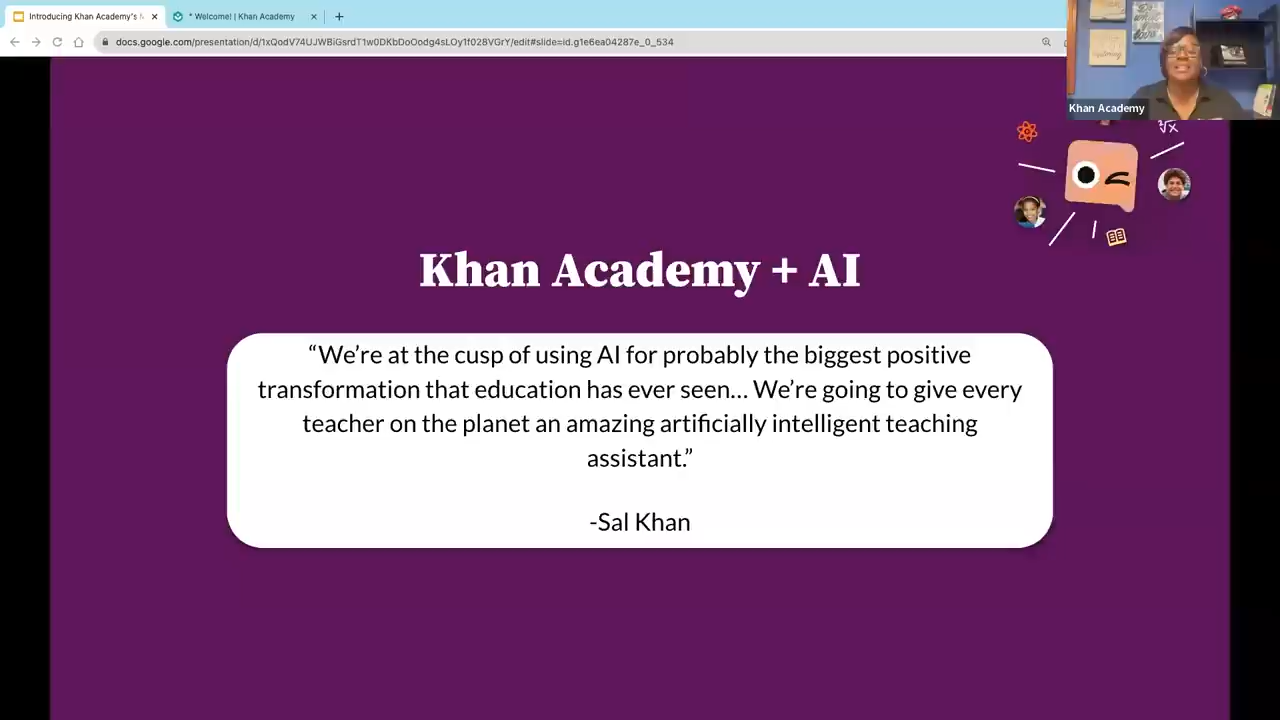 Introducing Khan Academy's
* Welcome! | Khan Academy
docs.google.com/presentation/d/1xQodV74UJWBiGsrdT1w0DKbDoOodg4sLOy1f028VGrY/edit#slide=id.g1e6ea04287e_0_534
Khan Academy
√x
Khan Academy + AI
“We’re at the cusp of using AI for probably the biggest positive
transformation that education has ever seen... We’re going to give every
teacher on the planet an amazing artificially intelligent teaching
assistant.”
-Sal Khan